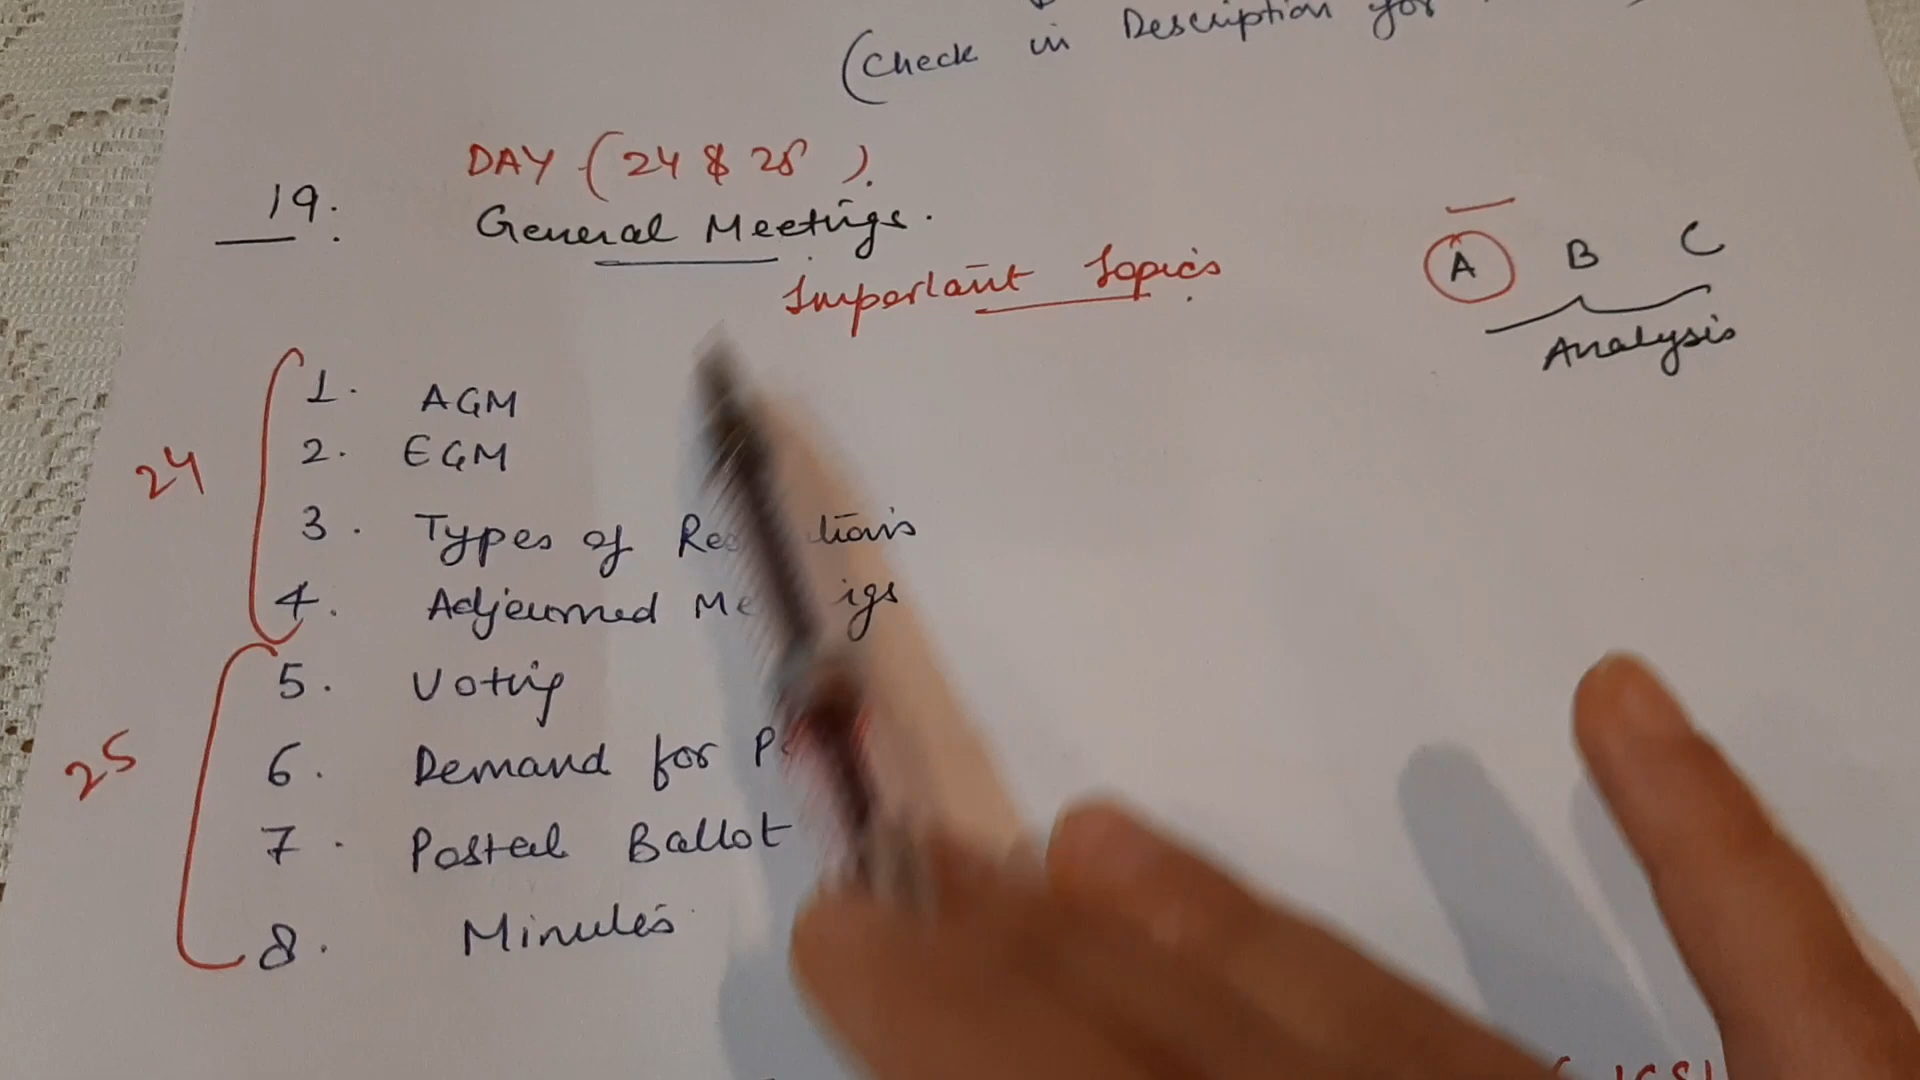 (Check in Description for
DAY (24 & 25).
19.
General Meetings.
Important Topics
A B C
Analysis
24
1. AGM
2. EGM
3. Types of
4. Adjourned
25
5. Voting
6. Demand for
7. Postal Ballot
8. Minutes